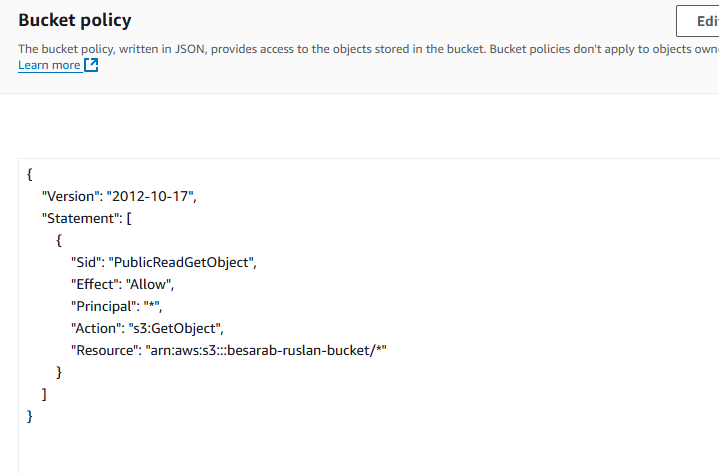 Bucket policy
Edi
The bucket policy, written in JSON, provides access to the objects stored in the bucket. Bucket policies don't apply to objects own
Learn more
{
"Version": "2012-10-17",
"Statement": [
{
"Sid": "PublicReadGetObject",
"Effect": "Allow",
"Principal": "*",
"Action": "s3:GetObject",
"Resource": "arn:aws:s3:::besarab-ruslan-bucket/*"
}
]
}